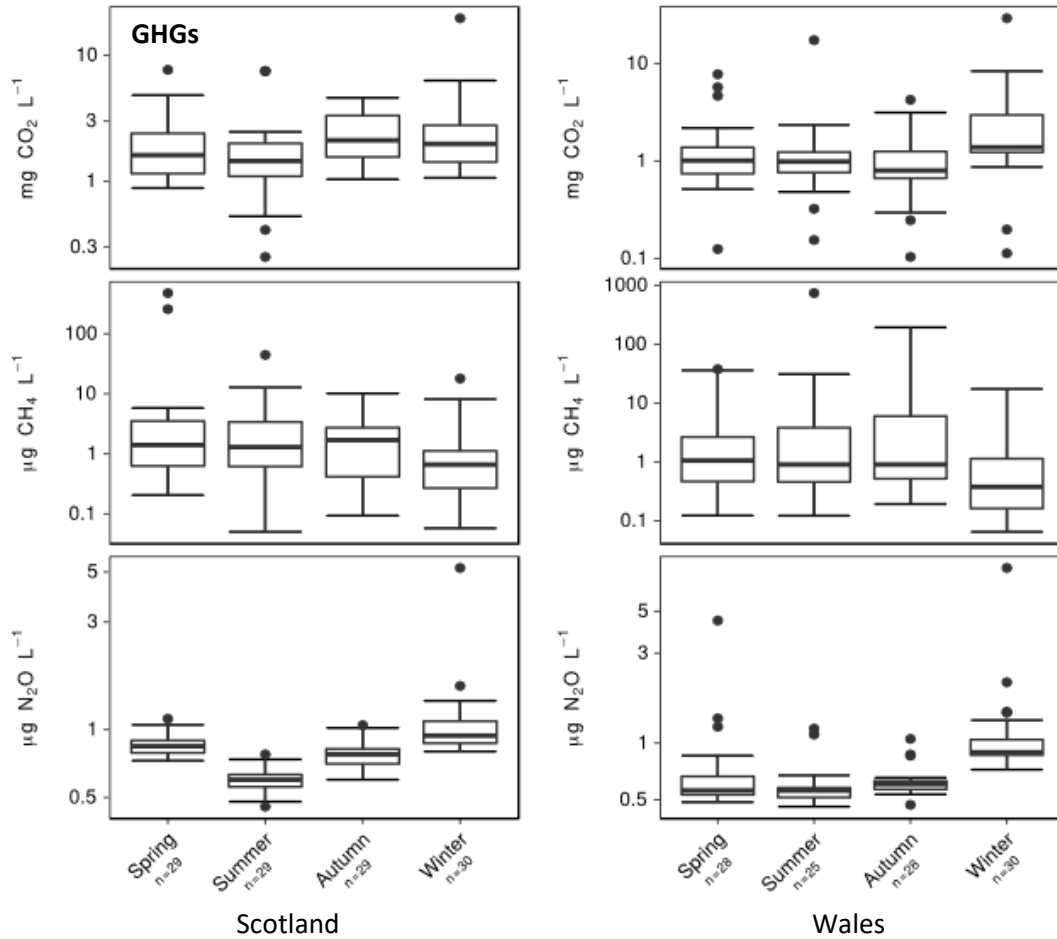 GHGs
mg CO₂ L⁻¹
10
3
1
0.3
mg CO₂ L⁻¹
10
1
0.1
µg CH₄ L⁻¹
100
10
1
0.1
µg CH₄ L⁻¹
1000
100
10
1
0.1
µg N₂O L⁻¹
5
3
1
0.5
µg N₂O L⁻¹
5
3
1
0.5
Spring
n=29
Summer
n=29
Autumn
n=29
Winter
n=30
Spring
n=28
Summer
n=25
Autumn
n=28
Winter
n=30
Scotland
Wales